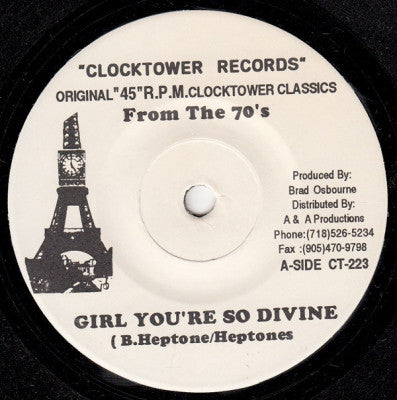 "CLOCKTOWER RECORDS"
ORIGINAL "45" R.P.M. CLOCKTOWER CLASSICS
From The 70's
Produced By:
Brad Osbourne
Distributed By:
A & A Productions
Phone:(718)526-5234
Fax :(905)470-9798
A-SIDE CT-223
GIRL YOU'RE SO DIVINE
( B.Heptone/Heptones